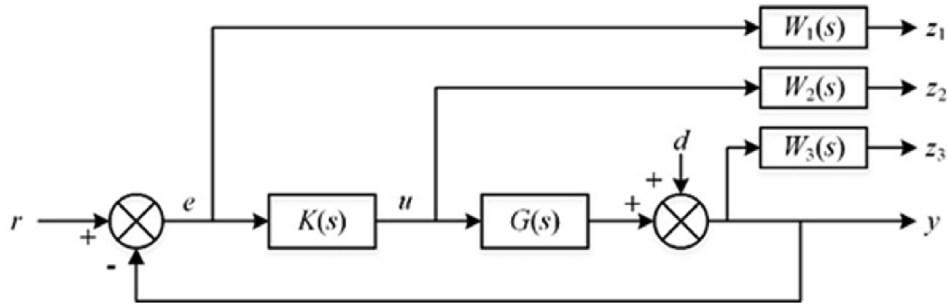 W₁(s) z₁
W₂(s) z₂
W₃(s) z₃
d
+
r + e K(s) u G(s) + y
-